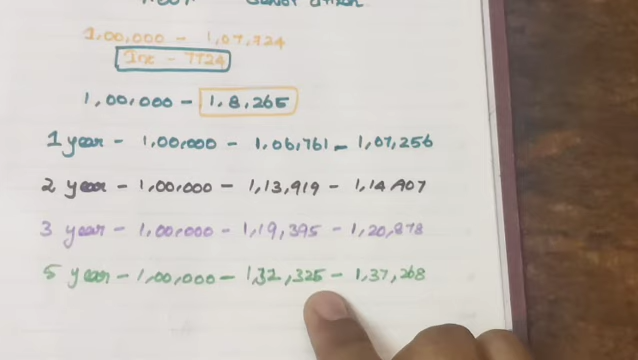 1,00,000 - 1,07,724
Int - 7724
1,00,000 - 1,8,265
1 year - 1,00,000 - 1,06,761 - 1,07,256
2 year - 1,00,000 - 1,13,919 - 1,14,907
3 year - 1,00,000 - 1,19,395 - 1,20,878
5 year - 1,00,000 - 1,32,325 - 1,37,268